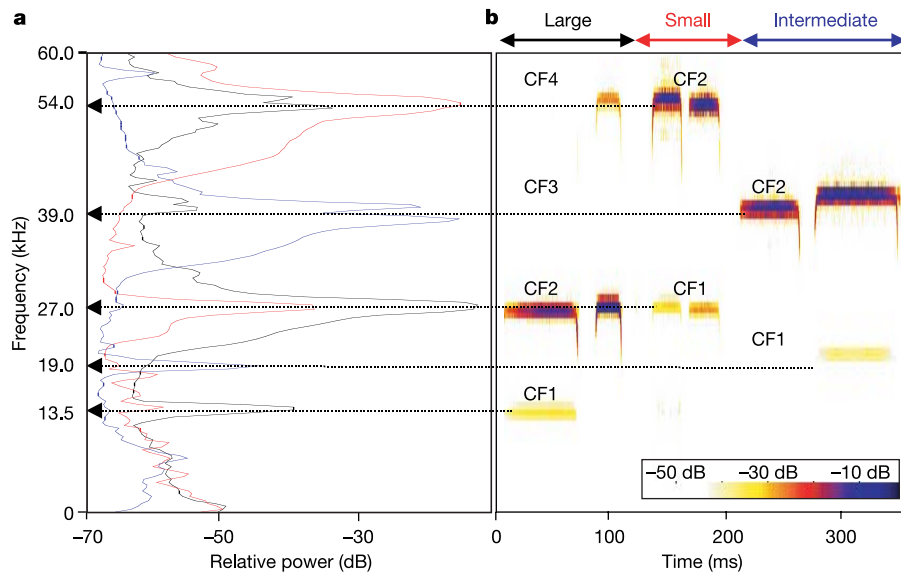 a
b
Large
Small
Intermediate
60.0
54.0
39.0
27.0
19.0
13.5
0
Frequency (kHz)
−70
−50
−30
Relative power (dB)
CF4
CF2
CF3
CF2
CF2
CF1
CF1
CF1
−50 dB
−30 dB
−10 dB
0
100
200
300
Time (ms)